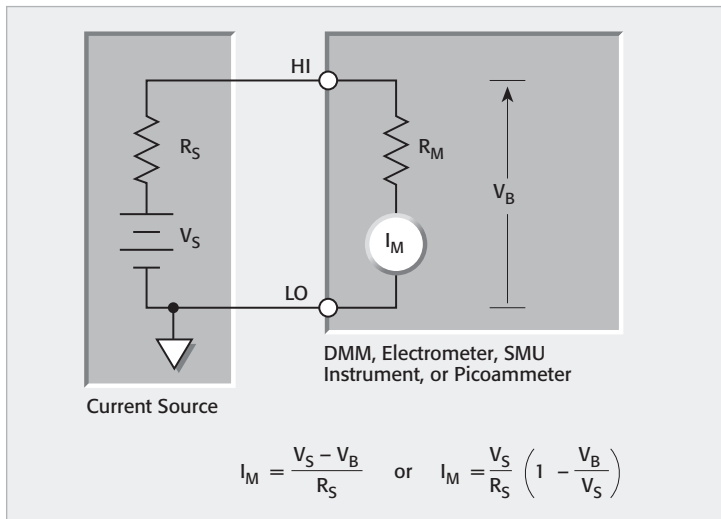 HI
R_S
R_M
V_B
V_S
I_M
LO
DMM, Electrometer, SMU
Instrument, or Picoammeter
Current Source
I_M = (V_S – V_B) / R_S or I_M = V_S / R_S (1 – V_B / V_S)